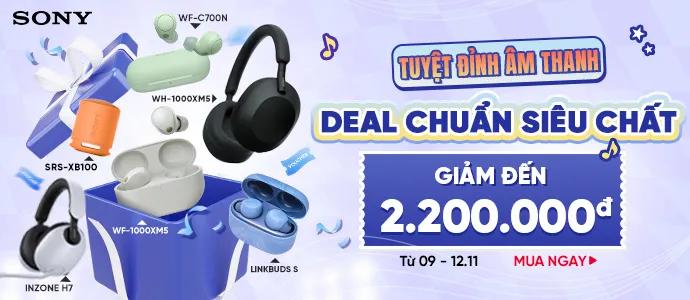 SONY
WF-C700N
WH-1000XM5
SRS-XB100
VOUCHER
WF-1000XM5
LINKBUDS S
INZONE H7
TUYỆT ĐỈNH ÂM THANH
DEAL CHUẨN SIÊU CHẤT
GIẢM ĐẾN
2.200.000đ
Từ 09 - 12.11 MUA NGAY